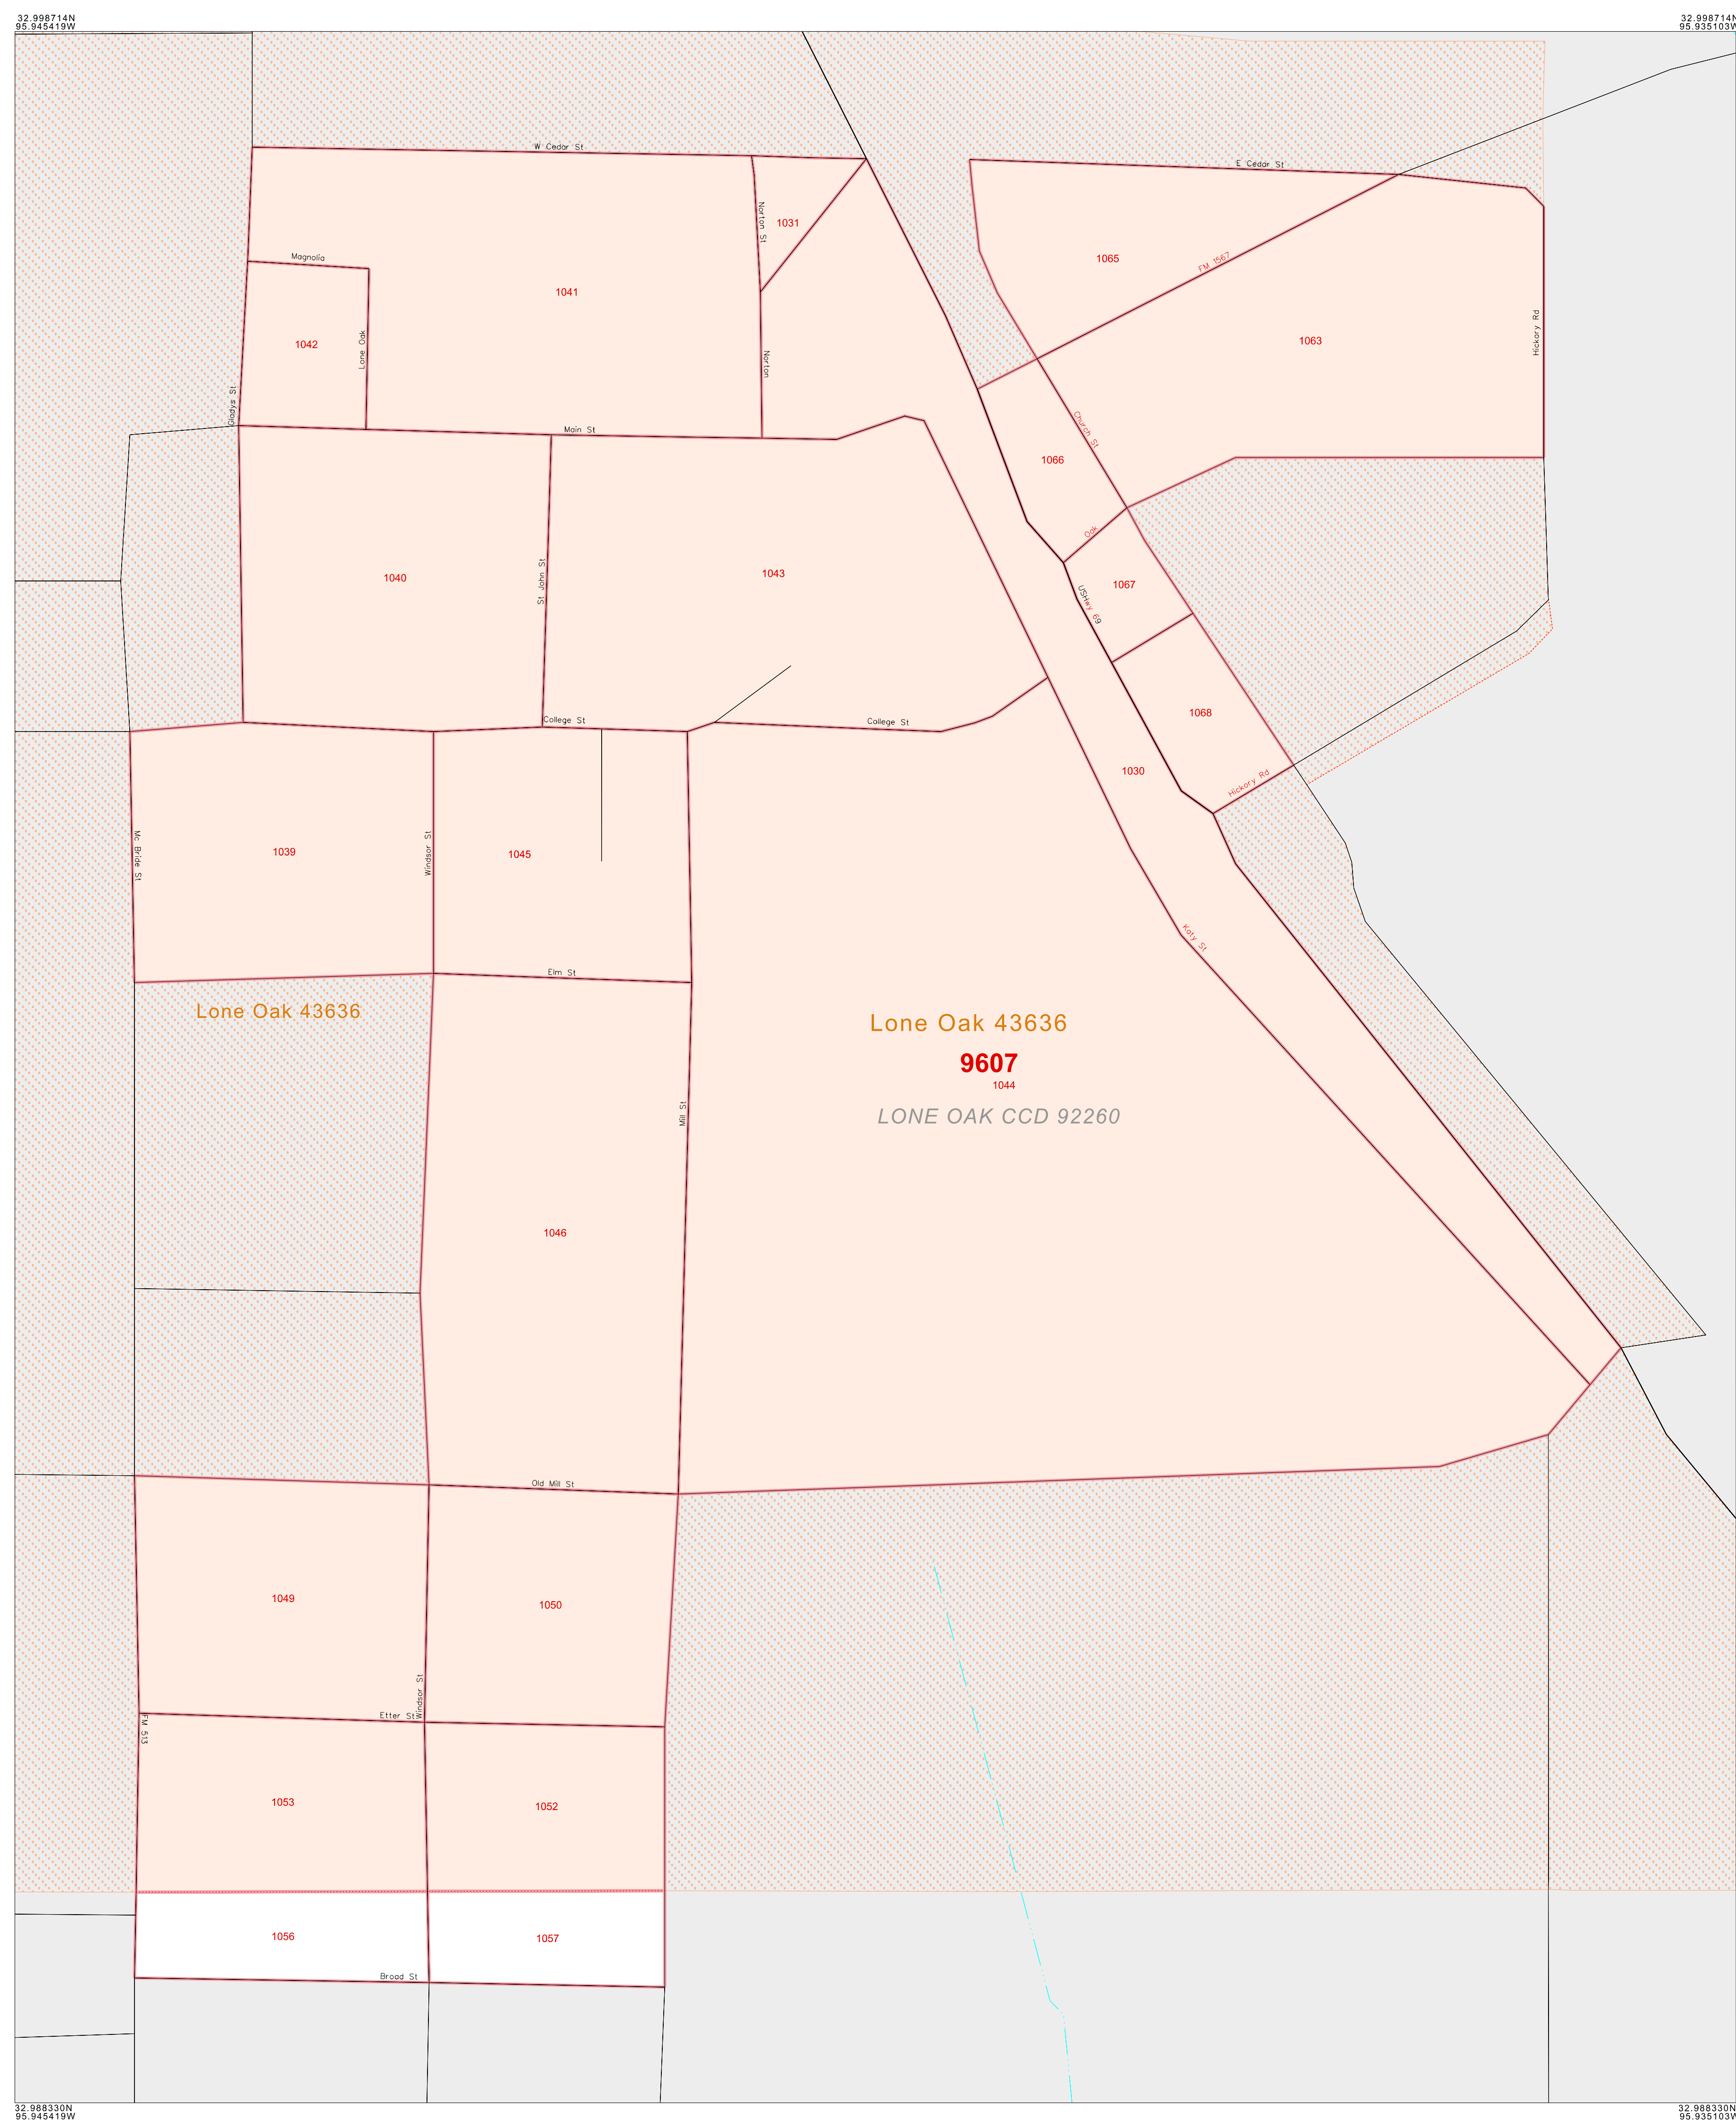 32.998714N
95.945419W
32.998714N
95.935103W
W Cedar St
E Cedar St
Norton St
1031
1065
FM 1567
Magnolia
1041
1042
Lone Oak
Norton
1063
Hickory Rd
Gladys St
Main St
Church St
1066
Oak
1040
St John St
1043
1067
USHwy 69
College St
College St
1068
1030
Hickory Rd
Mc Bride St
1039
Windsor St
1045
Katy St
Elm St
Lone Oak 43636
Lone Oak 43636
9607
1044
LONE OAK CCD 92260
Mill St
1046
Old Mill St
1049
1050
Windsor St
Etter St
FM 513
1053
1052
1056
1057
Broad St
32.988330N
95.945419W
32.988330N
95.935103W